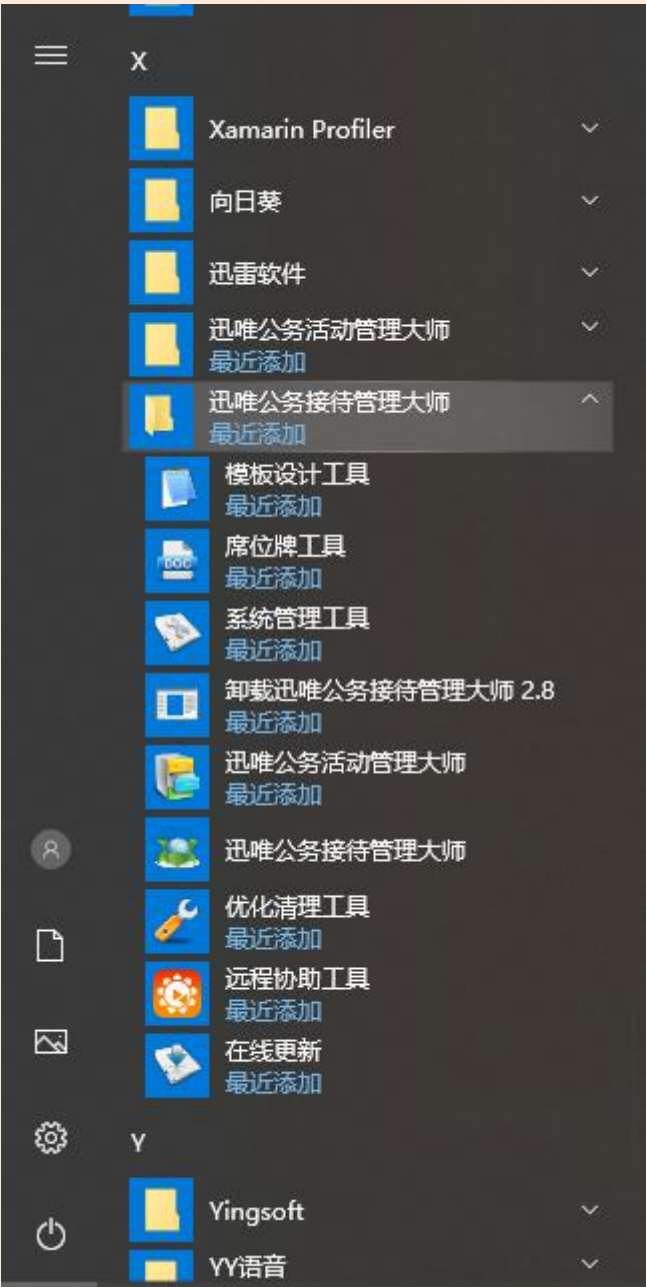 X
Xamarin Profiler
向日葵
迅雷软件
迅唯公务活动管理大师
最近添加
迅唯公务接待管理大师
最近添加
模板设计工具
最近添加
DOC
席位牌工具
最近添加
系统管理工具
最近添加
卸载迅唯公务接待管理大师 2.8
最近添加
迅唯公务活动管理大师
最近添加
迅唯公务接待管理大师
优化清理工具
最近添加
远程协助工具
最近添加
在线更新
最近添加
Y
Yingsoft
YY语音